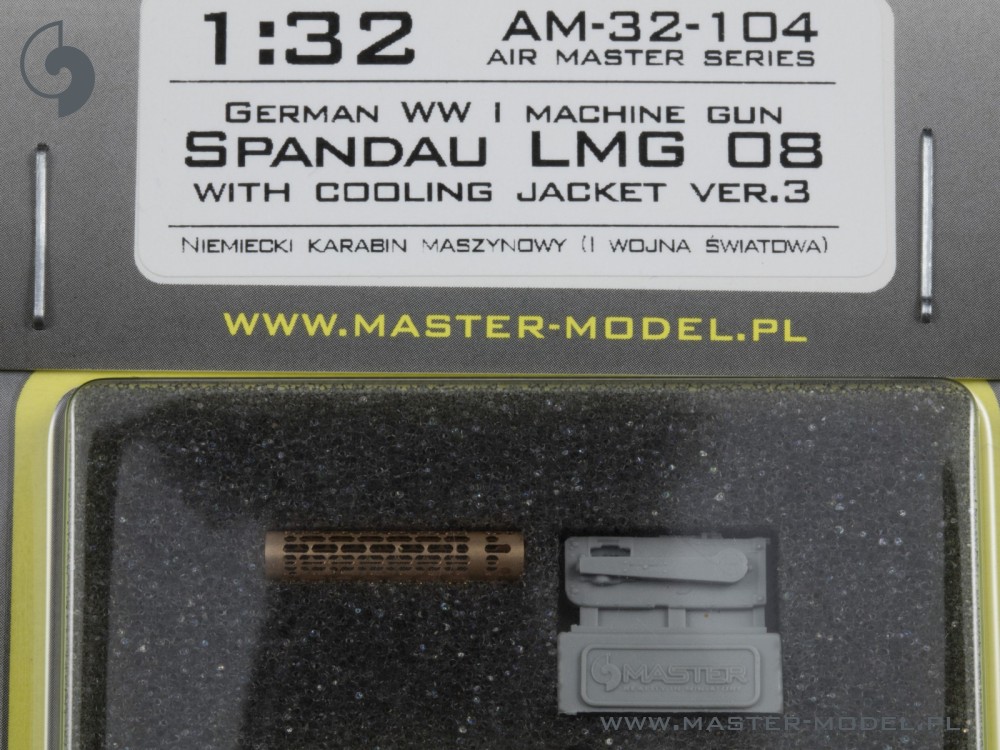 1:32
AM-32-104
AIR MASTER SERIES
GERMAN WW I MACHINE GUN
SPANDAU LMG 08
WITH COOLING JACKET VER.3
NIEMIECKI KARABIN MASZYNOWY (I WOJNA ŚWIATOWA)
WWW.MASTER-MODEL.PL
MASTER
WWW.MASTER-MODEL.PL